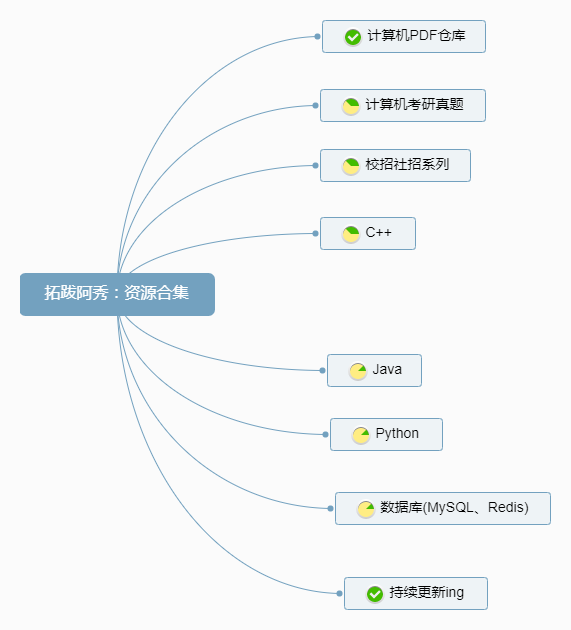 计算机PDF仓库
计算机考研真题
校招社招系列
C++
拓跋阿秀：资源合集
Java
Python
数据库(MySQL、Redis)
持续更新ing